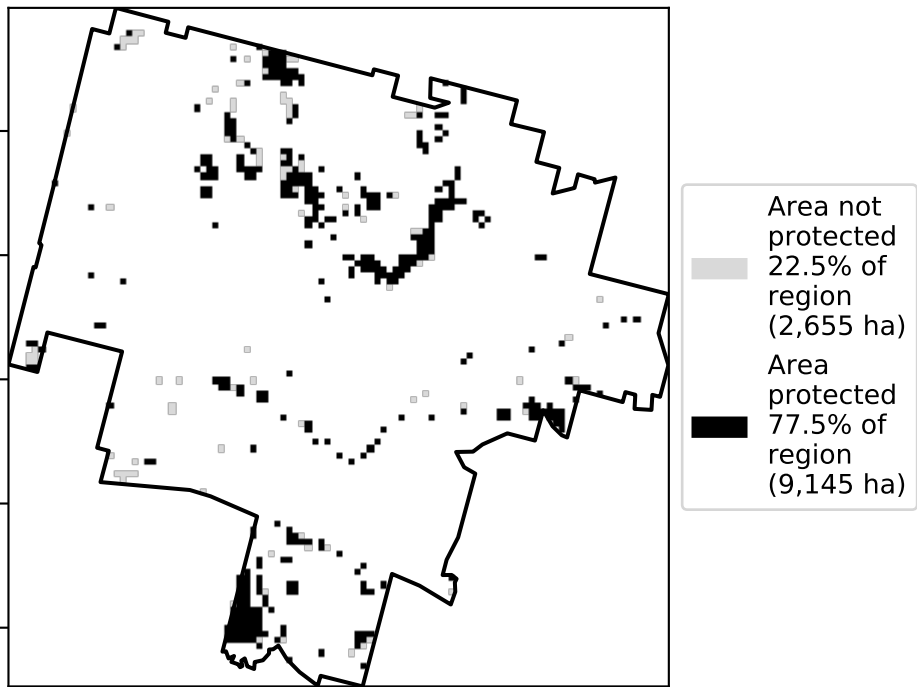 Area not
protected
22.5% of
region
(2,655 ha)
Area
protected
77.5% of
region
(9,145 ha)